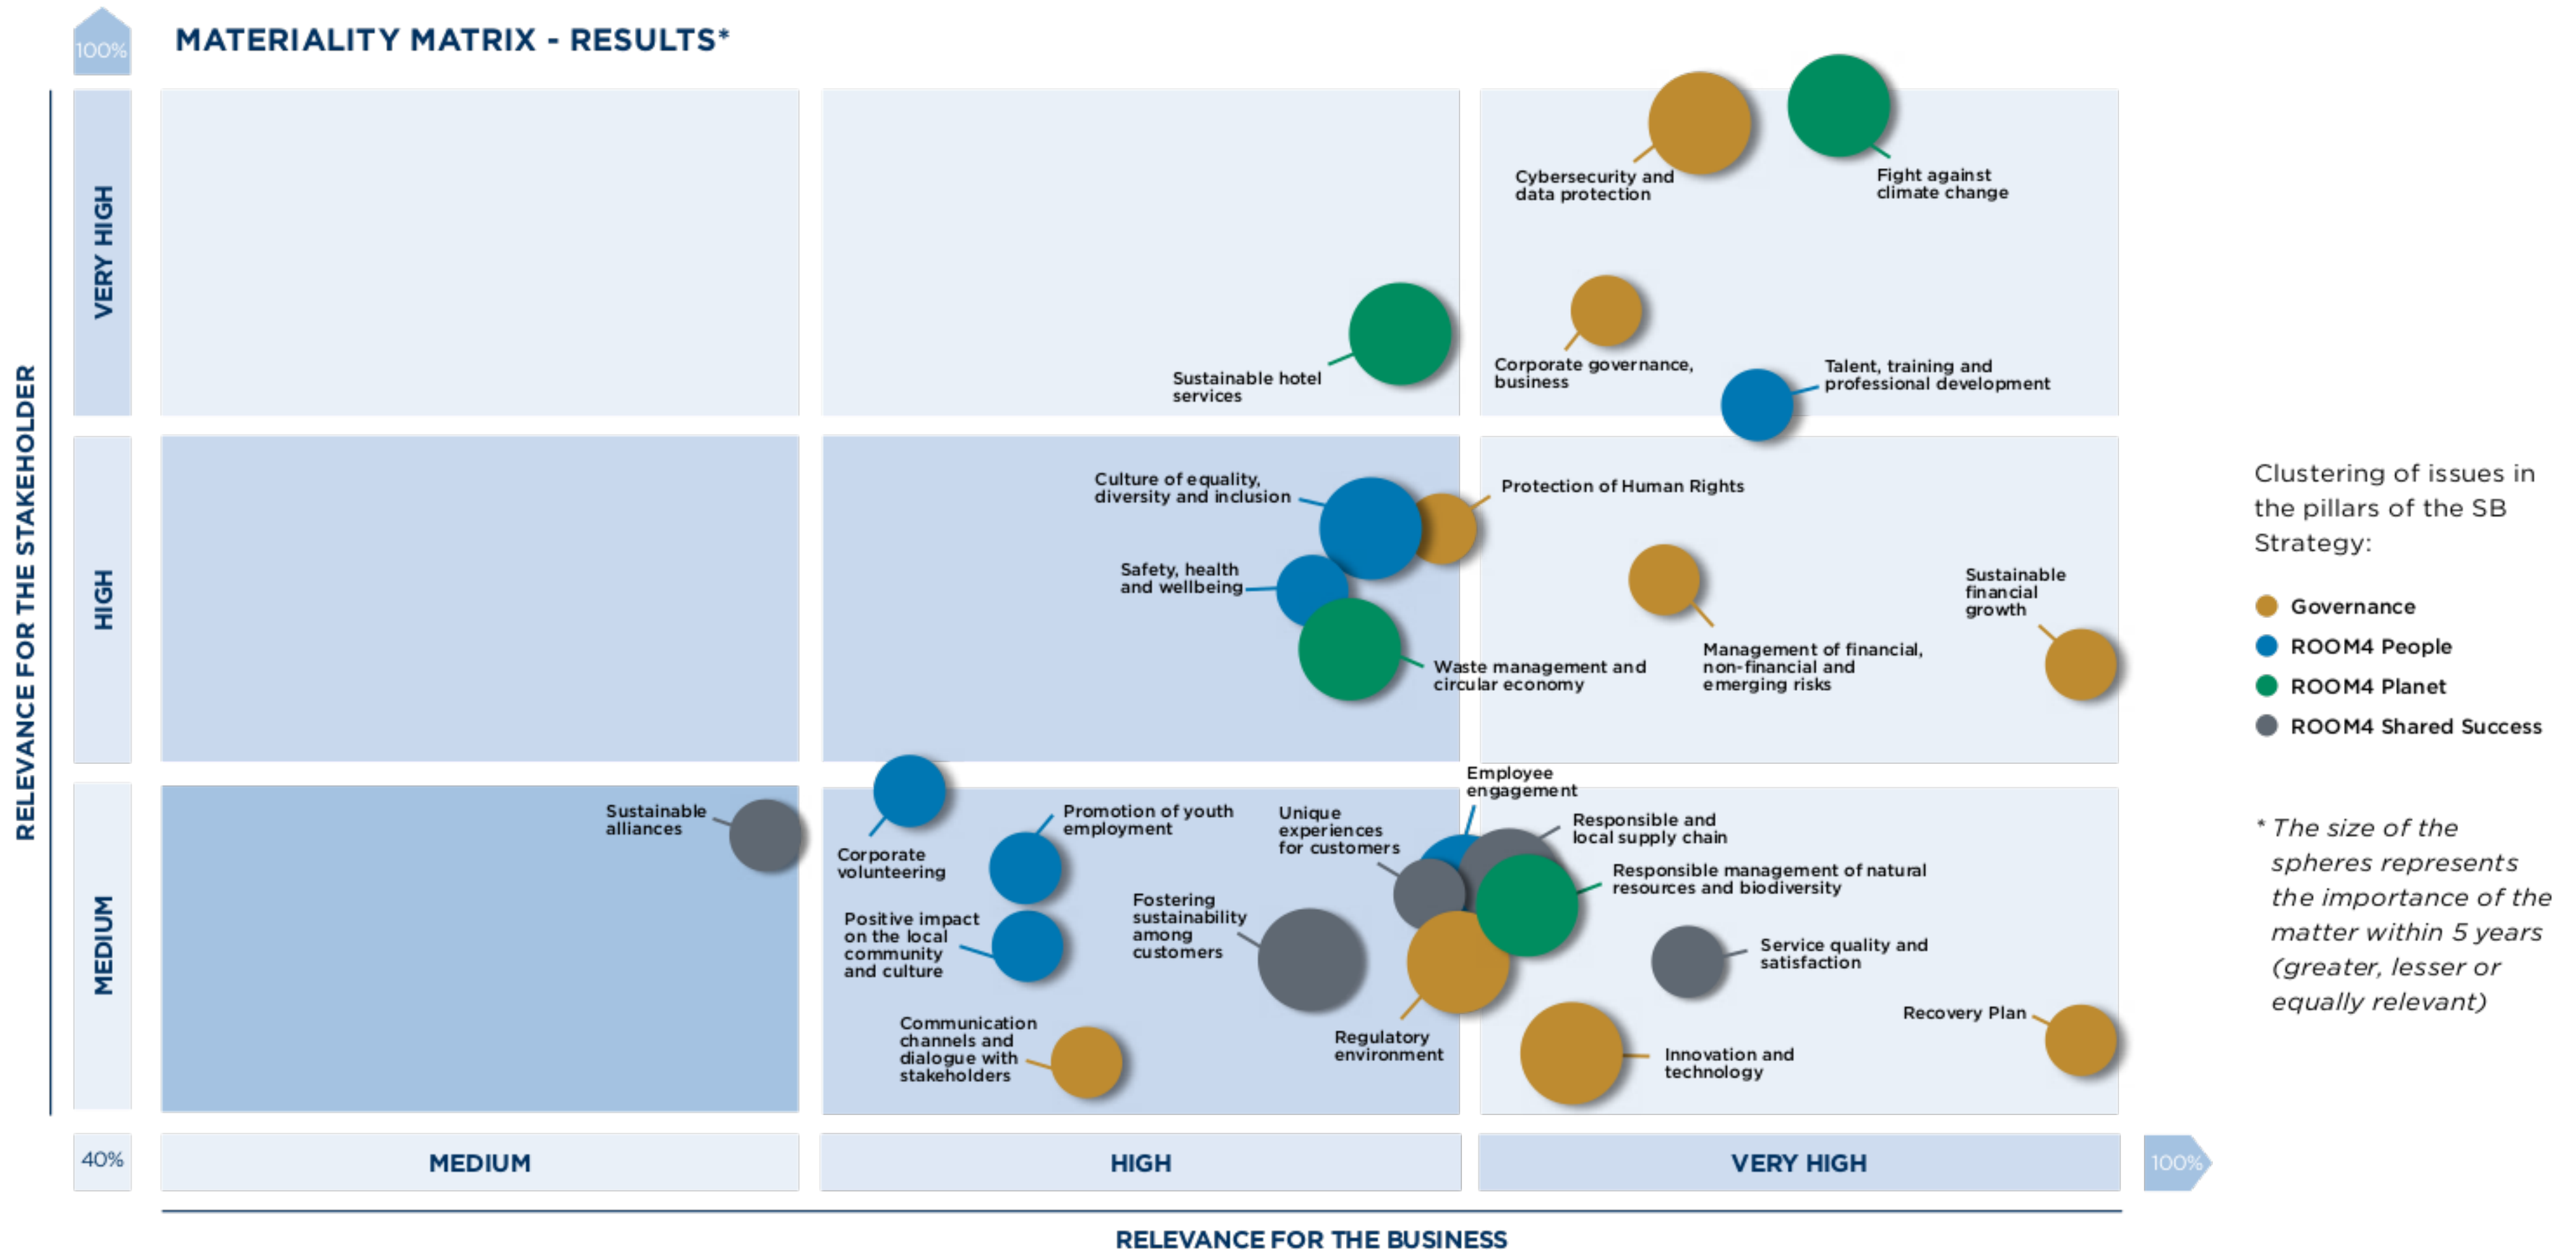 100%
MATERIALITY MATRIX - RESULTS*
RELEVANCE FOR THE STAKEHOLDER
VERY HIGH
HIGH
MEDIUM
Cybersecurity and
data protection
Fight against
climate change
Sustainable hotel
services
Corporate governance,
business
Talent, training and
professional development
Culture of equality,
diversity and inclusion
Protection of Human Rights
Safety, health
and wellbeing
Waste management and
circular economy
Management of financial,
non-financial and
emerging risks
Sustainable
financial
growth
Sustainable
alliances
Corporate
volunteering
Promotion of youth
employment
Positive impact
on the local
community
and culture
Communication
channels and
dialogue with
stakeholders
Fostering
sustainability
among
customers
Unique
experiences
for customers
Employee
engagement
Responsible and
local supply chain
Responsible management of natural
resources and biodiversity
Regulatory
environment
Service quality and
satisfaction
Innovation and
technology
Recovery Plan
40%
MEDIUM
HIGH
VERY HIGH
100%
RELEVANCE FOR THE BUSINESS
Clustering of issues in
the pillars of the SB
Strategy:
Governance
ROOM4 People
ROOM4 Planet
ROOM4 Shared Success
* The size of the
spheres represents
the importance of the
matter within 5 years
(greater, lesser or
equally relevant)